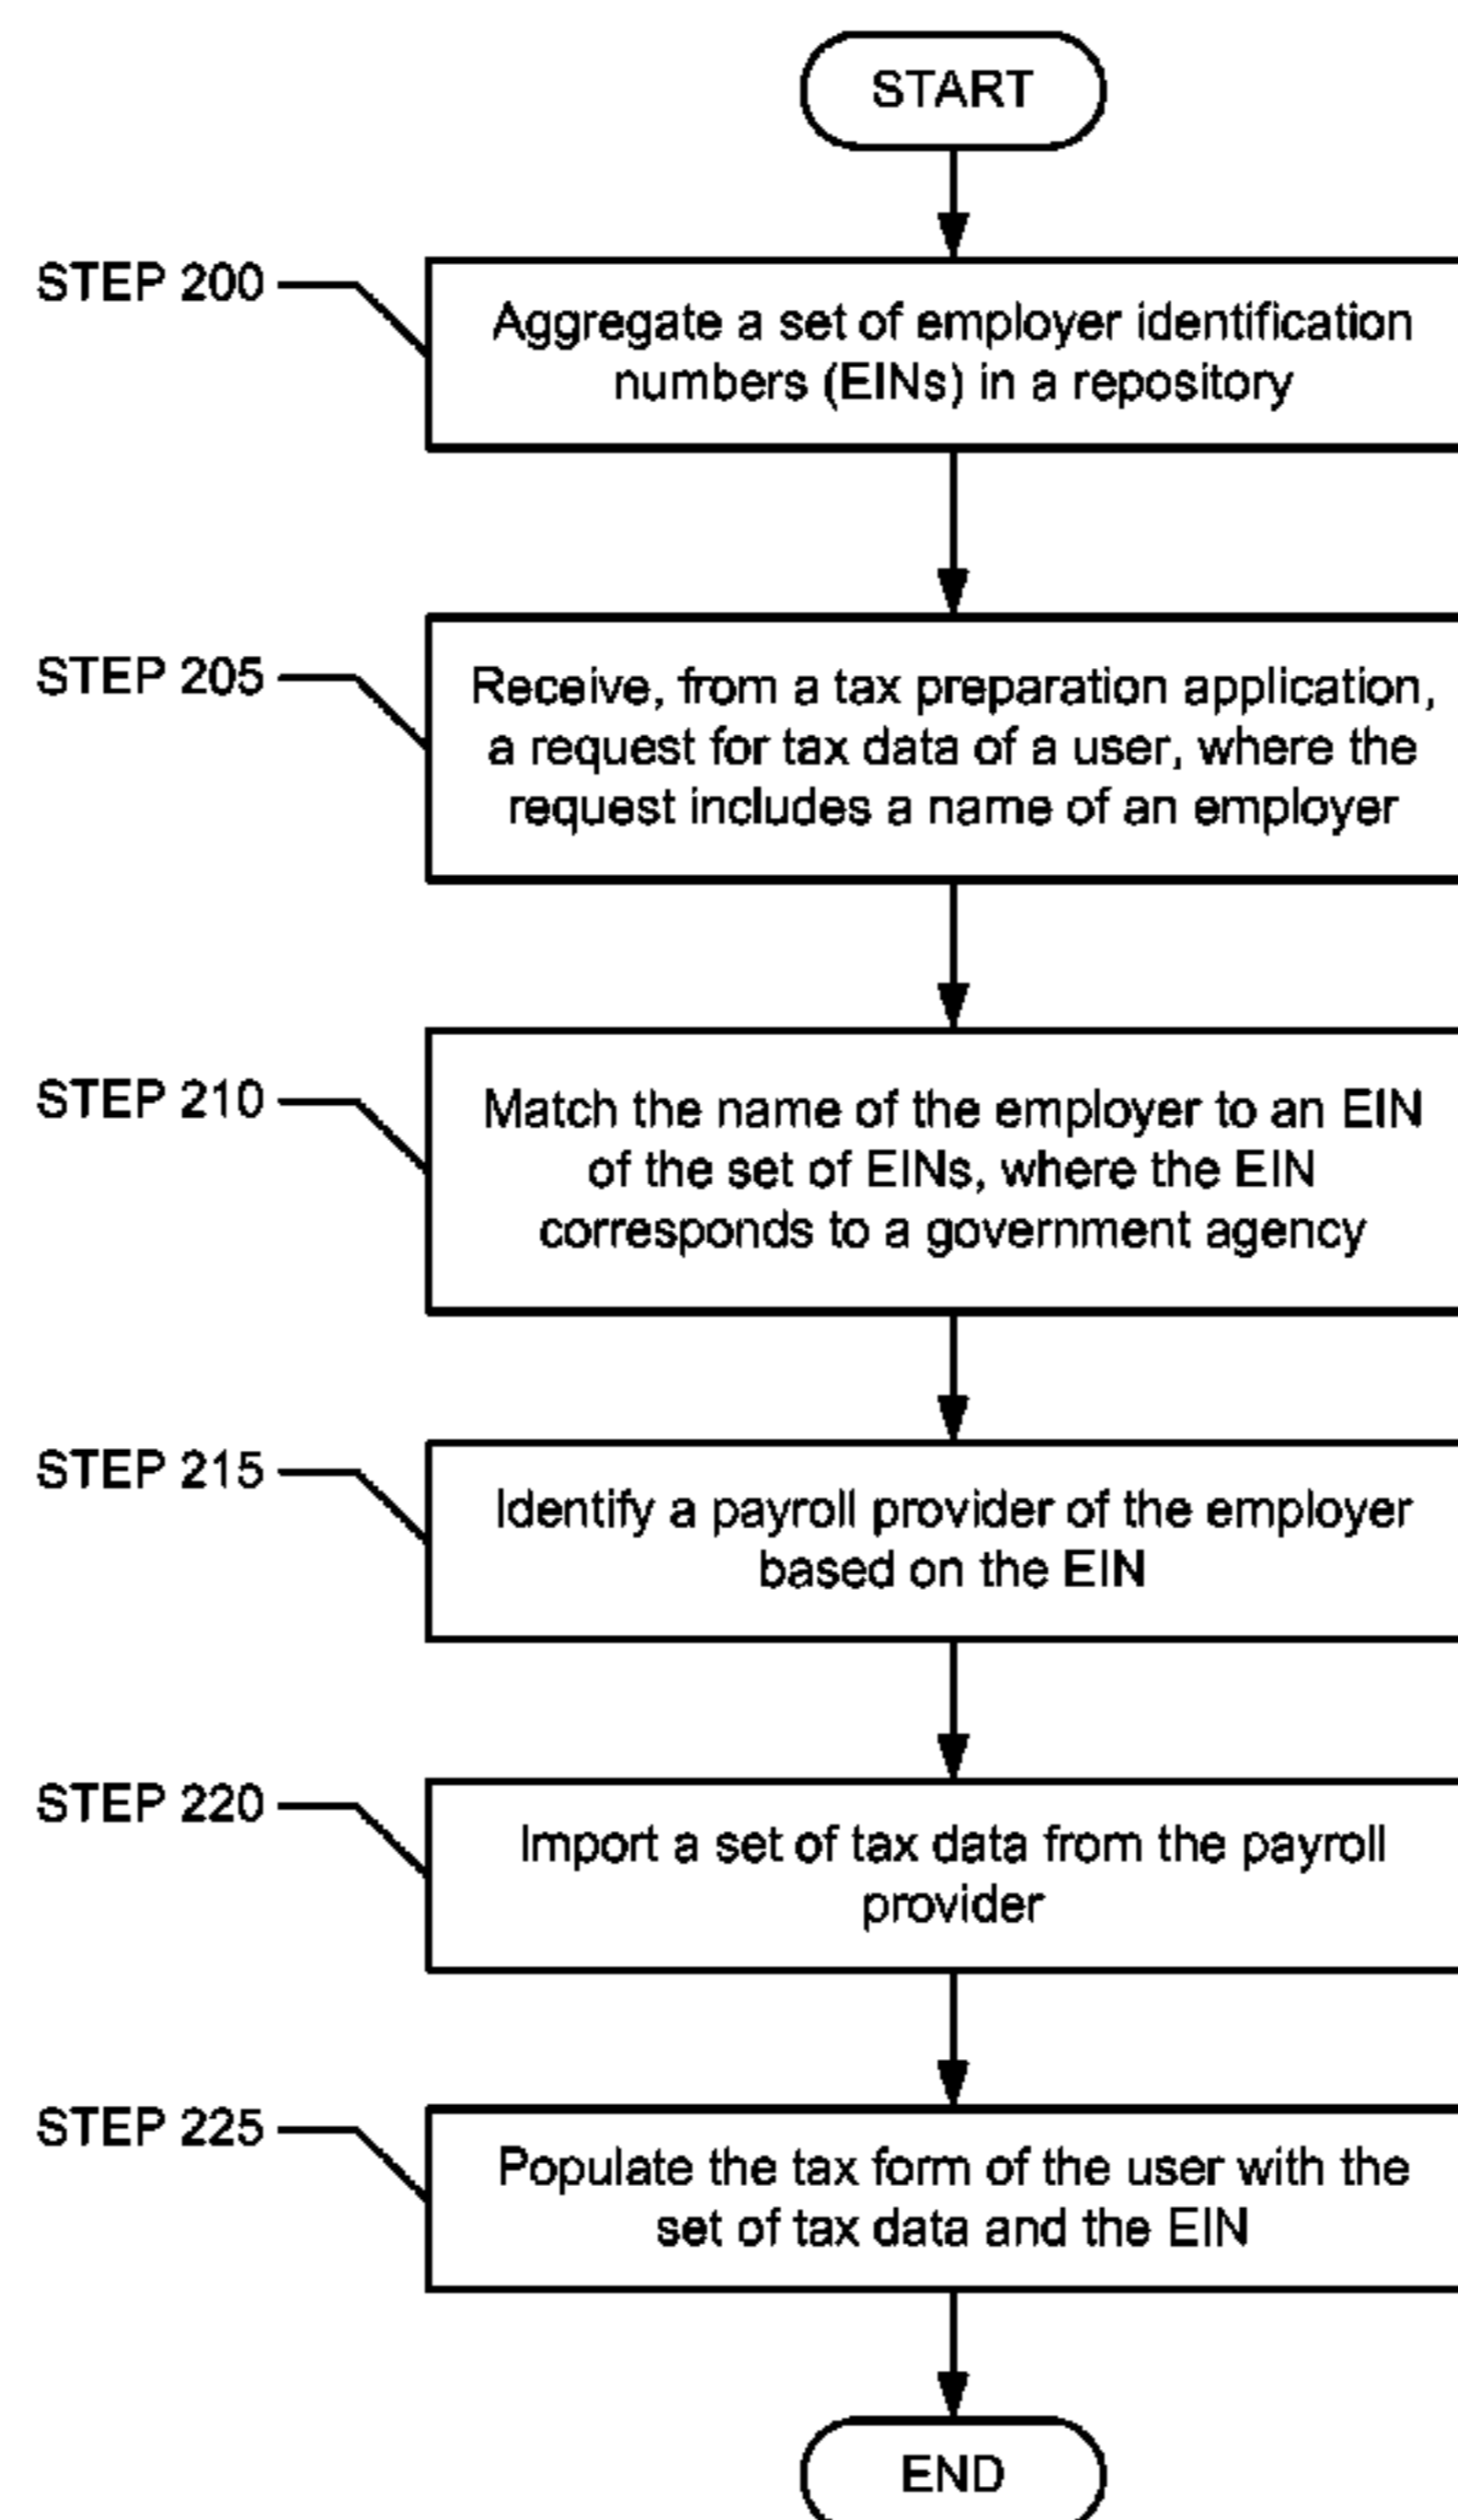 START
STEP 200
Aggregate a set of employer identification
numbers (EINs) in a repository
STEP 205
Receive, from a tax preparation application,
a request for tax data of a user, where the
request includes a name of an employer
STEP 210
Match the name of the employer to an EIN
of the set of EINs, where the EIN
corresponds to a government agency
STEP 215
Identify a payroll provider of the employer
based on the EIN
STEP 220
Import a set of tax data from the payroll
provider
STEP 225
Populate the tax form of the user with the
set of tax data and the EIN
END